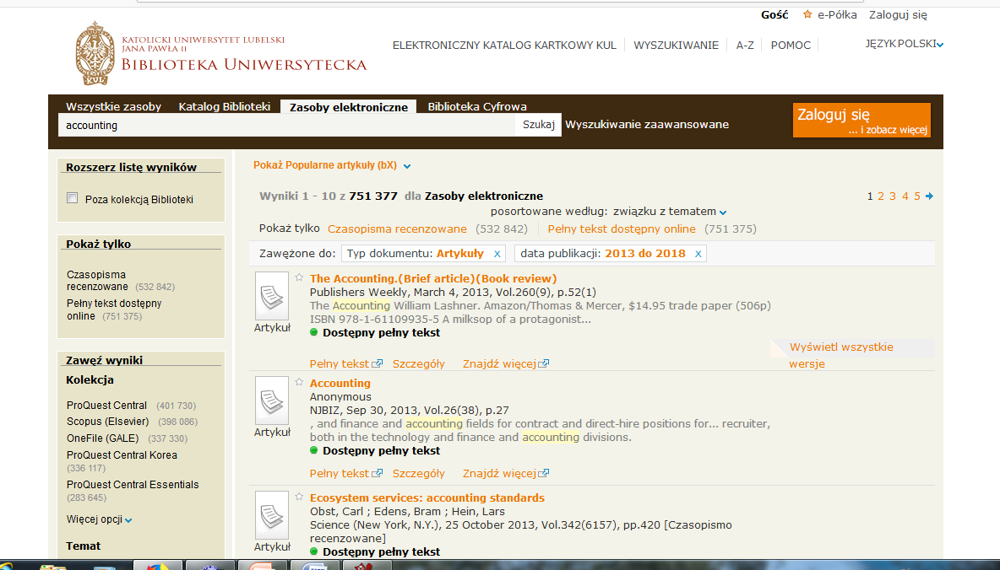 Gość e-Półka Zaloguj się
KATOLICKI UNIWERSYTET LUBELSKI
JANA PAWŁA II
BIBLIOTEKA UNIWERSYTECKA
KUL
ELEKTRONICZNY KATALOG KARTKOWY KUL WYSZUKIWANIE A-Z POMOC
JĘZYK POLSKI
Wszystkie zasoby Katalog Biblioteki Zasoby elektroniczne Biblioteka Cyfrowa
accounting Szukaj Wyszukiwanie zaawansowane
Zaloguj się
... i zobacz więcej
Rozszerz listę wyników
Poza kolekcją Biblioteki
Pokaż tylko
Czasopisma
recenzowane (532 842)
Pełny tekst dostępny
online (751 375)
Zawęź wyniki
Kolekcja
ProQuest Central (401 730)
Scopus (Elsevier) (398 086)
OneFile (GALE) (337 330)
ProQuest Central Korea
(336 117)
ProQuest Central Essentials
(283 645)
Więcej opcji
Temat
Pokaż Popularne artykuły (bX)
Wyniki 1 - 10 z 751 377 dla Zasoby elektroniczne
1 2 3 4 5
posortowane według: związku z tematem
Pokaż tylko Czasopisma recenzowane (532 842) Pełny tekst dostępny online (751 375)
Zawężone do: Typ dokumentu: Artykuły X data publikacji: 2013 do 2018 X
Artykuł
The Accounting.(Brief article)(Book review)
Publishers Weekly, March 4, 2013, Vol.260(9), p.52(1)
The Accounting William Lashner. Amazon/Thomas & Mercer, $14.95 trade paper (506p)
ISBN 978-1-61109935-5 A milksop of a protagonist...
Dostępny pełny tekst
Wyświetl wszystkie
wersje
Pełny tekst Szczegóły Znajdź więcej
Artykuł
Accounting
Anonymous
NJBIZ, Sep 30, 2013, Vol.26(38), p.27
, and finance and accounting fields for contract and direct-hire positions for... recruiter,
both in the technology and finance and accounting divisions.
Dostępny pełny tekst
Pełny tekst Szczegóły Znajdź więcej
Artykuł
Ecosystem services: accounting standards
Obst, Carl ; Edens, Bram ; Hein, Lars
Science (New York, N.Y.), 25 October 2013, Vol.342(6157), pp.420 [Czasopismo
recenzowane]
Dostępny pełny tekst